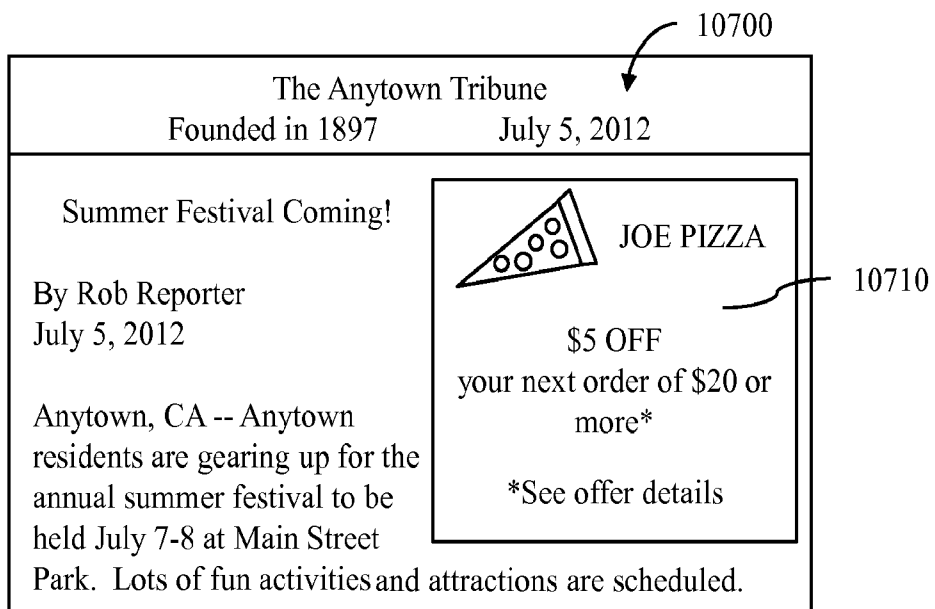 10700
The Anytown Tribune
Founded in 1897 July 5, 2012
Summer Festival Coming!
By Rob Reporter
July 5, 2012
Anytown, CA -- Anytown
residents are gearing up for the
annual summer festival to be
held July 7-8 at Main Street
Park. Lots of fun activities and attractions are scheduled.
JOE PIZZA
10710
$5 OFF
your next order of $20 or
more*
*See offer details